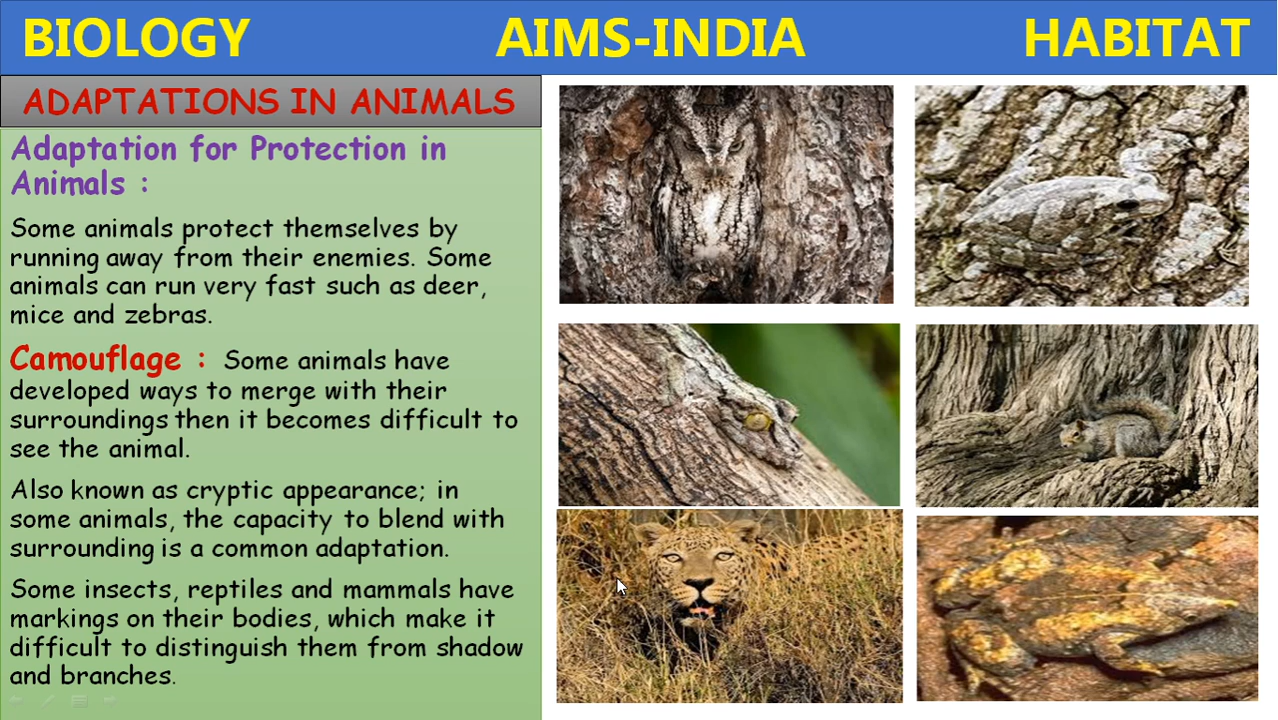 BIOLOGY AIMS-INDIA HABITAT
ADAPTATIONS IN ANIMALS
Adaptation for Protection in
Animals :
Some animals protect themselves by
running away from their enemies. Some
animals can run very fast such as deer,
mice and zebras.
Camouflage : Some animals have
developed ways to merge with their
surroundings then it becomes difficult to
see the animal.
Also known as cryptic appearance; in
some animals, the capacity to blend with
surrounding is a common adaptation.
Some insects, reptiles and mammals have
markings on their bodies, which make it
difficult to distinguish them from shadow
and branches.